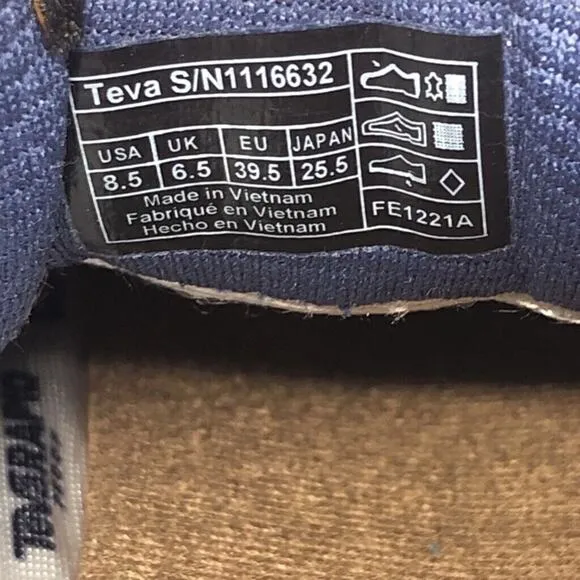 Teva S/N1116632
USA UK EU JAPAN
8.5 6.5 39.5 25.5
Made in Vietnam
Fabriqué en Vietnam
Hecho en Vietnam
FE1221A